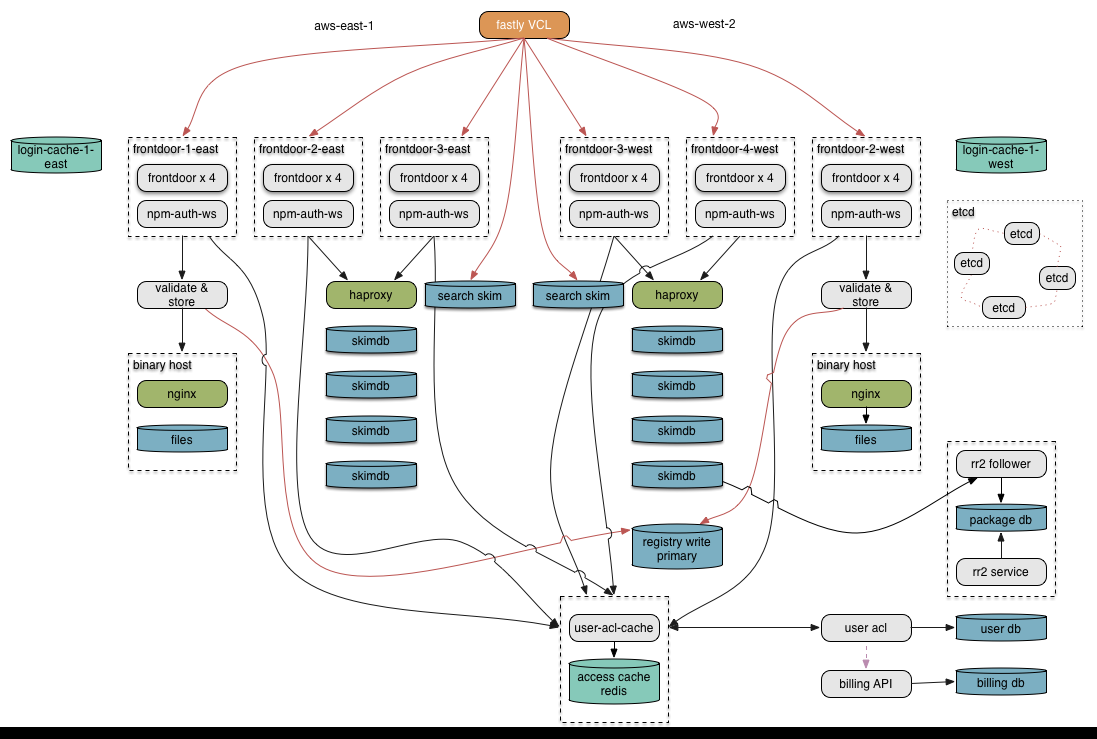 fastly VCL
aws-east-1
aws-west-2
login-cache-1-
east
frontdoor-1-east
frontdoor x 4
npm-auth-ws
frontdoor-2-east
frontdoor x 4
npm-auth-ws
frontdoor-3-east
frontdoor x 4
npm-auth-ws
frontdoor-3-west
frontdoor x 4
npm-auth-ws
frontdoor-4-west
frontdoor x 4
npm-auth-ws
frontdoor-2-west
frontdoor x 4
npm-auth-ws
login-cache-1-
west
etcd
etcd
etcd
etcd
etcd
validate &
store
haproxy
search skim
search skim
haproxy
validate &
store
skimdb
skimdb
skimdb
skimdb
skimdb
skimdb
skimdb
skimdb
binary host
nginx
files
binary host
nginx
files
rr2 follower
package db
rr2 service
registry write
primary
user-acl-cache
access cache
redis
user acl
user db
billing API
billing db